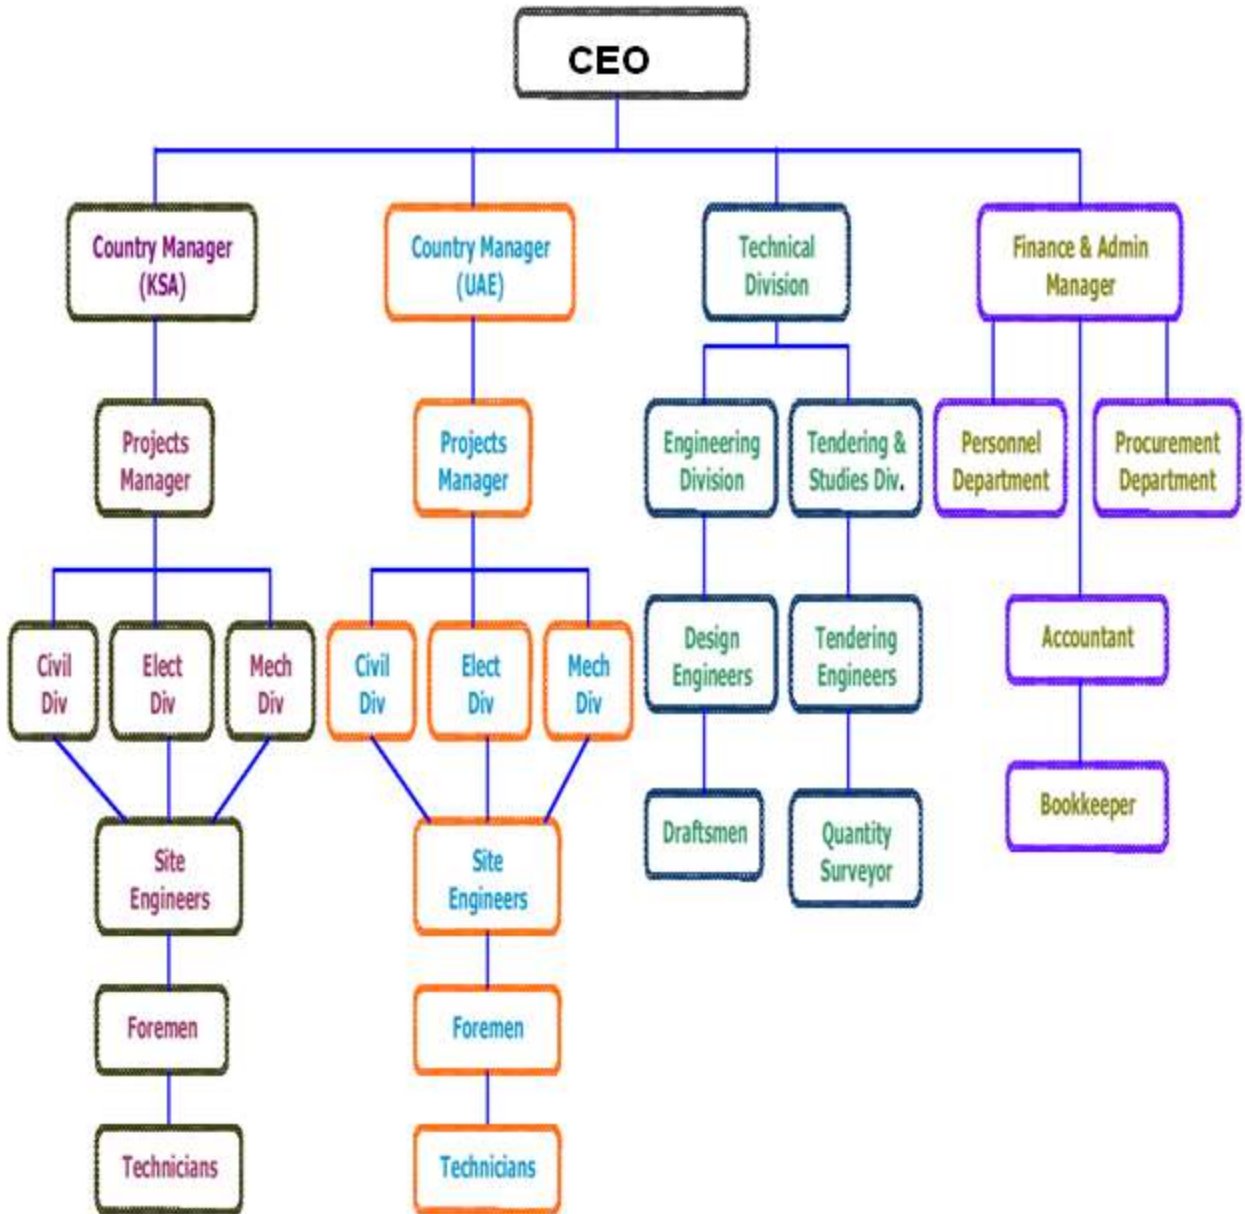 CEO
Country Manager
(KSA)
Country Manager
(UAE)
Technical
Division
Finance & Admin
Manager
Projects
Manager
Projects
Manager
Engineering
Division
Tendering &
Studies Div.
Personnel
Department
Procurement
Department
Civil
Div
Elect
Div
Mech
Div
Civil
Div
Elect
Div
Mech
Div
Design
Engineers
Tendering
Engineers
Accountant
Site
Engineers
Site
Engineers
Draftsmen
Quantity
Surveyor
Bookkeeper
Foremen
Foremen
Technicians
Technicians